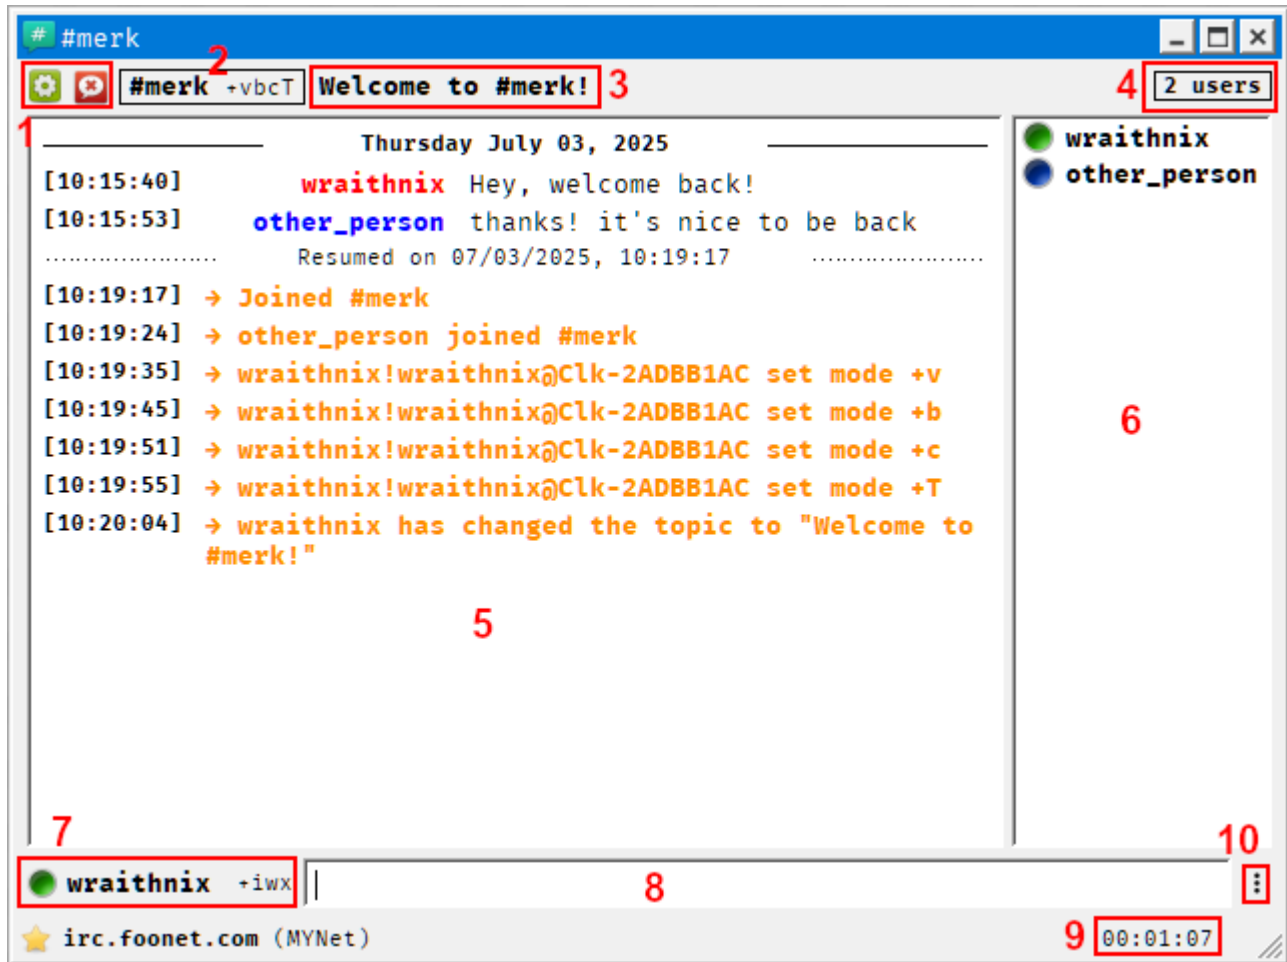 # #merk
2
#merk +vbcT Welcome to #merk! 3 4 2 users
1
Thursday July 03, 2025
[10:15:40] wraithnix Hey, welcome back!
[10:15:53] other_person thanks! it's nice to be back
Resumed on 07/03/2025, 10:19:17
[10:19:17] → Joined #merk
[10:19:24] → other_person joined #merk
[10:19:35] → wraithnix!wraithnix@Clk-2ADBB1AC set mode +v
[10:19:45] → wraithnix!wraithnix@Clk-2ADBB1AC set mode +b
[10:19:51] → wraithnix!wraithnix@Clk-2ADBB1AC set mode +c
[10:19:55] → wraithnix!wraithnix@Clk-2ADBB1AC set mode +T
[10:20:04] → wraithnix has changed the topic to "Welcome to
#merk!"
5
wraithnix
other_person
6
7
10
wraithnix +iwx 8
irc.foonet.com (MYNet) 9 00:01:07